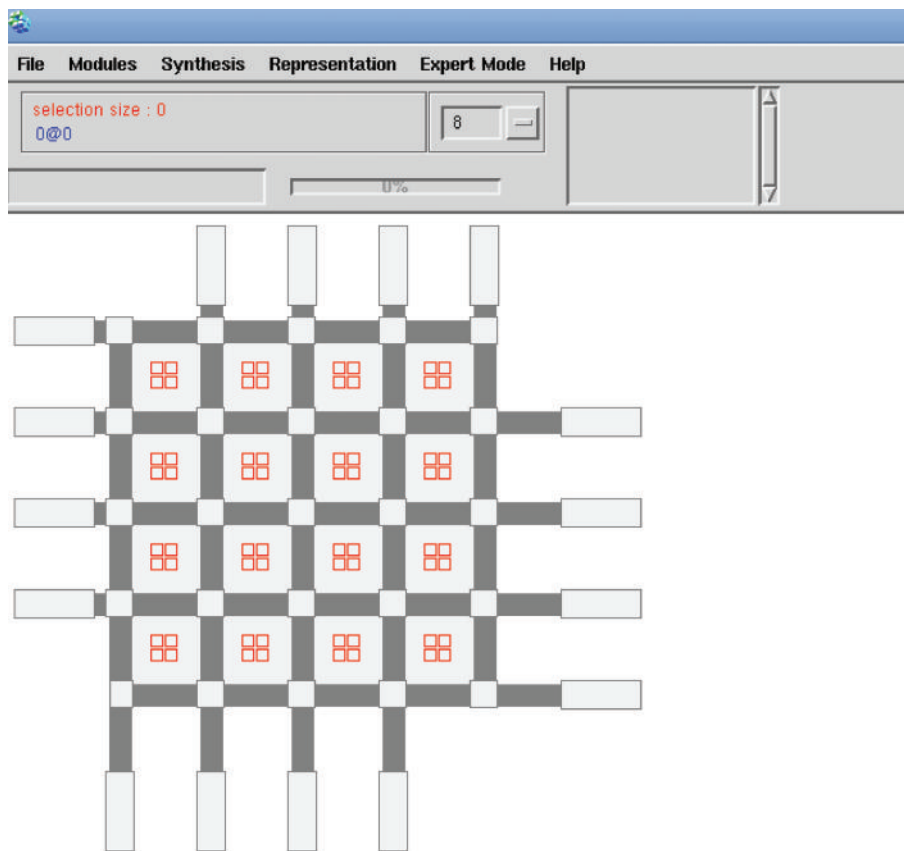 File Modules Synthesis Representation Expert Mode Help
selection size : 0
0@0
8
0%